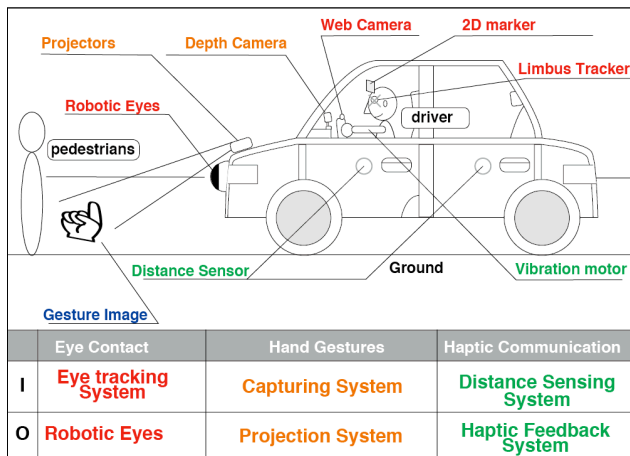 Web Camera
2D marker
Projectors
Depth Camera
Limbus Tracker
Robotic Eyes
driver
pedestrians
Distance Sensor
Ground
Vibration motor
Gesture Image
Eye Contact
Hand Gestures
Haptic Communication
I
Eye tracking
System
Capturing System
Distance Sensing
System
O
Robotic Eyes
Projection System
Haptic Feedback
System